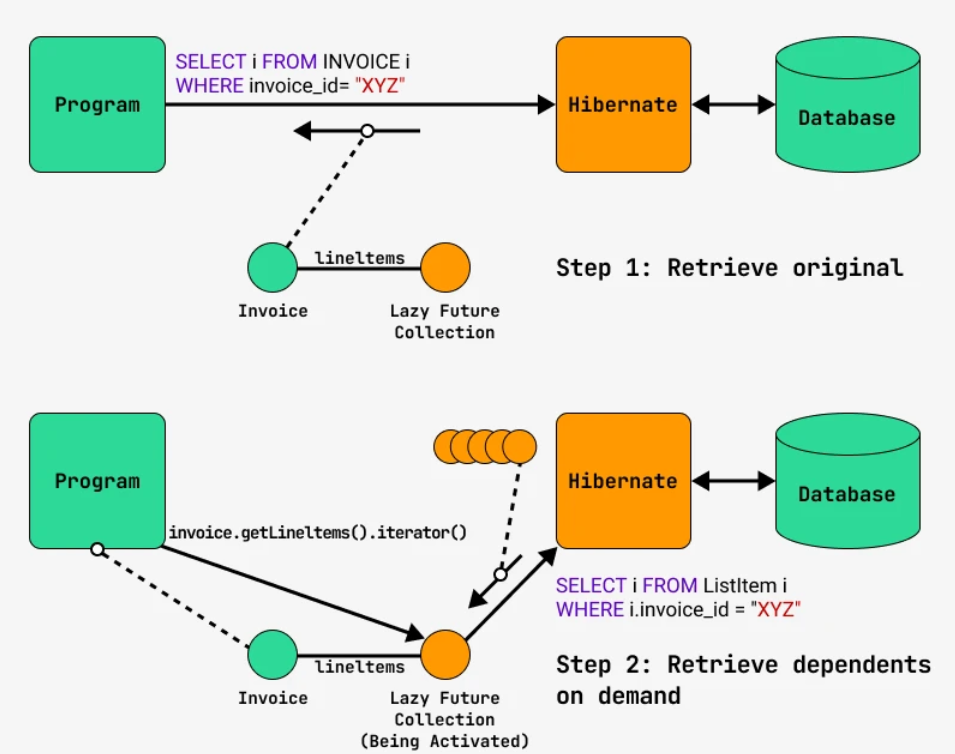 SELECT i FROM INVOICE i
WHERE invoice_id= "XYZ"
Program
Hibernate
Database
lineItems
Invoice
Lazy Future
Collection
Step 1: Retrieve original
Program
Hibernate
Database
invoice.getLineItems().iterator()
SELECT i FROM ListItem i
WHERE i.invoice_id = "XYZ"
lineItems
Invoice
Lazy Future
Collection
(Being Activated)
Step 2: Retrieve dependents
on demand